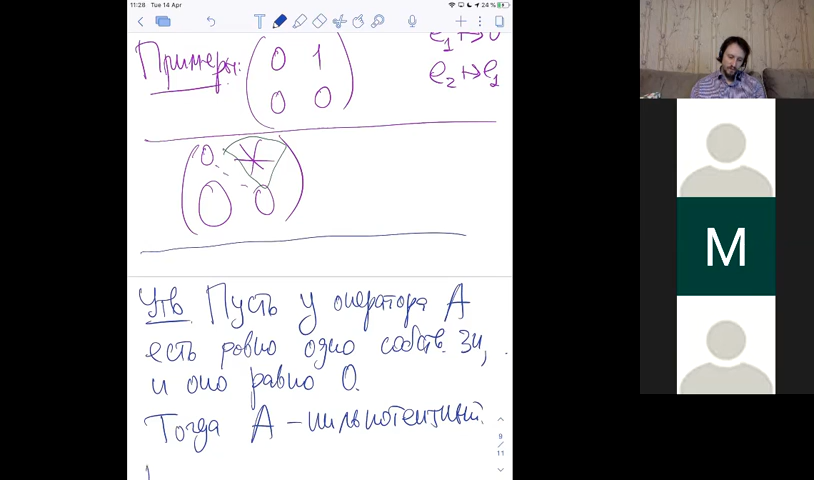 11:28 Tue 14 Apr
24 %
Примеры:
0 1
0 0
e₁ ↦ 0
e₂ ↦ e₁
0 *
0 0
Утв. Пусть у оператора A
есть ровно одно собств. зн,
и оно равно 0.
Тогда A – нильпотентный.
9
11
M